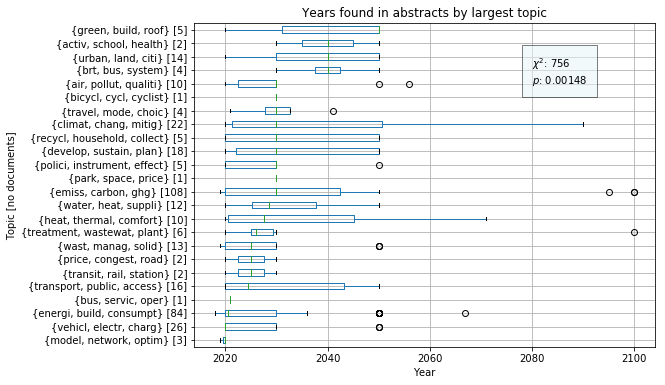 Years found in abstracts by largest topic
{green, build, roof} [5]
{activ, school, health} [2]
{urban, land, citi} [14]
{brt, bus, system} [4]
{air, pollut, qualiti} [10]
{bicycl, cycl, cyclist} [1]
{travel, mode, choic} [4]
{climat, chang, mitig} [22]
{recycl, household, collect} [5]
{develop, sustain, plan} [18]
{polici, instrument, effect} [5]
{park, space, price} [1]
{emiss, carbon, ghg} [108]
{water, heat, suppli} [12]
{heat, thermal, comfort} [10]
{treatment, wastewat, plant} [6]
{wast, manag, solid} [13]
{price, congest, road} [2]
{transit, rail, station} [2]
{transport, public, access} [16]
{bus, servic, oper} [1]
{energi, build, consumpt} [84]
{vehicl, electr, charg} [26]
{model, network, optim} [3]
Topic [no documents]
χ²: 756
p: 0.00148
2020 2040 2060 2080 2100
Year